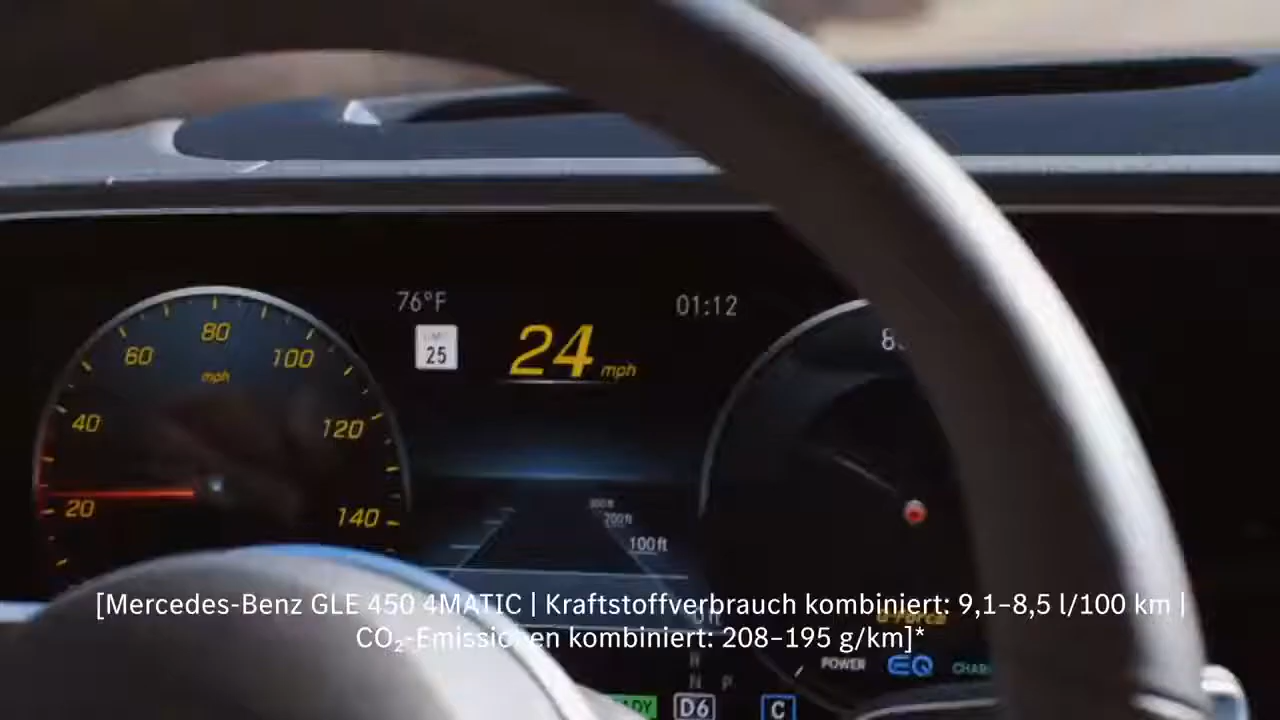 76°F
01:12
25
24 mph
80
60
100
mph
40
120
20
140
200ft
100ft
[Mercedes-Benz GLE 450 4MATIC | Kraftstoffverbrauch kombiniert: 9,1–8,5 l/100 km |
CO₂-Emissionen kombiniert: 208–195 g/km]*
POWER
EQ
N
P
D6
C